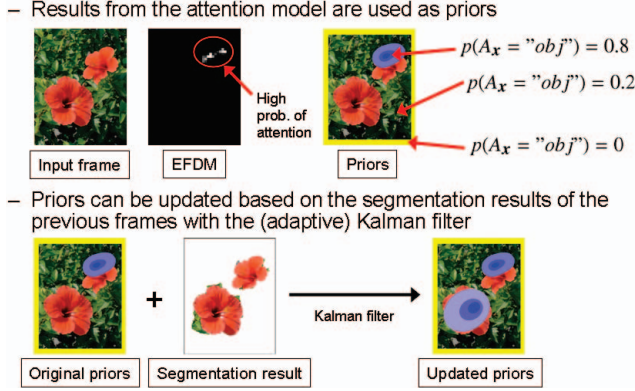 – Results from the attention model are used as priors
p(Aₓ = ”obj”) = 0.8
p(Aₓ = ”obj”) = 0.2
High
prob. of
attention
p(Aₓ = ”obj”) = 0
Input frame
EFDM
Priors
– Priors can be updated based on the segmentation results of the
previous frames with the (adaptive) Kalman filter
+
Kalman filter
Original priors
Segmentation result
Updated priors